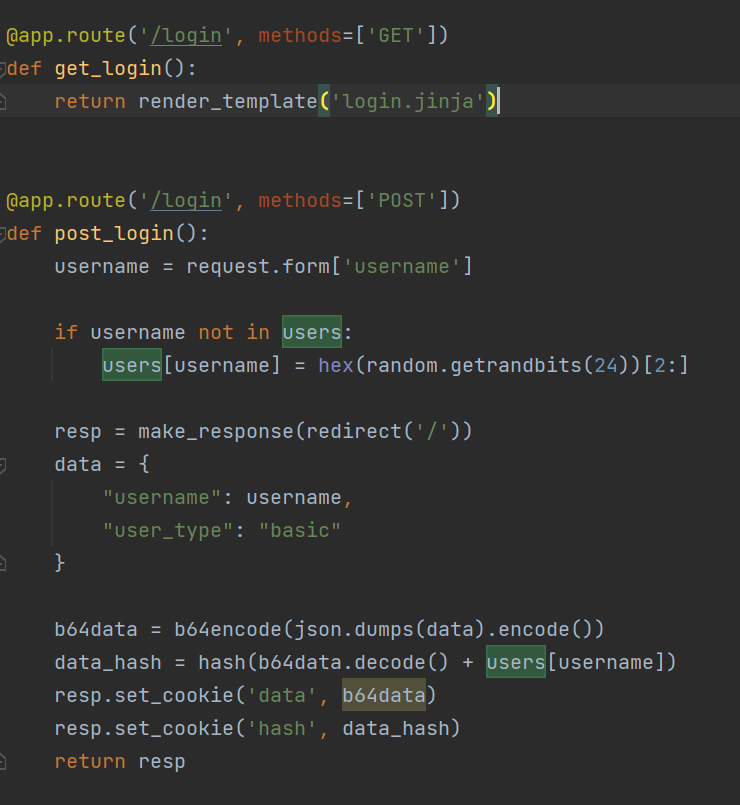 @app.route('/login', methods=['GET'])
def get_login():
    return render_template('login.jinja')
@app.route('/login', methods=['POST'])
def post_login():
    username = request.form['username']
    if username not in users:
        users[username] = hex(random.getrandbits(24))[2:]
    resp = make_response(redirect('/'))
    data = {
        "username": username,
        "user_type": "basic"
    }
    b64data = b64encode(json.dumps(data).encode())
    data_hash = hash(b64data.decode() + users[username])
    resp.set_cookie('data', b64data)
    resp.set_cookie('hash', data_hash)
    return resp